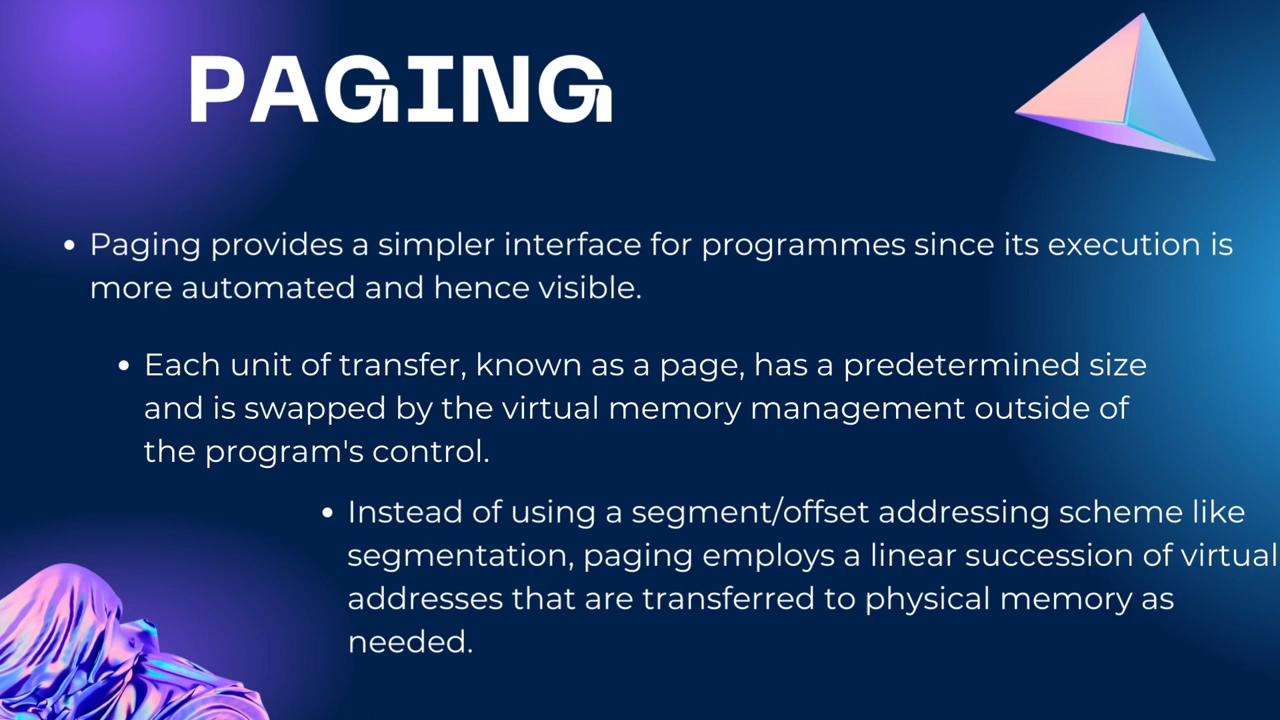 PAGING
• Paging provides a simpler interface for programmes since its execution is
more automated and hence visible.
• Each unit of transfer, known as a page, has a predetermined size
and is swapped by the virtual memory management outside of
the program's control.
• Instead of using a segment/offset addressing scheme like
segmentation, paging employs a linear succession of virtual
addresses that are transferred to physical memory as
needed.